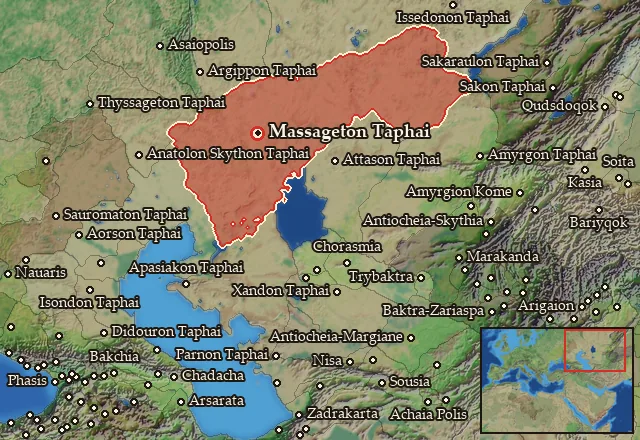 Issedonon Taphai
Asaiopolis
Sakaraulon Taphai
Argippon Taphai
Sakon Taphai
Thyssageton Taphai
Qudsdoqok
Massageton Taphai
Anatolon Skython Taphai
Attason Taphai
Amyrgon Taphai
Soita
Kasia
Amyrgion Kome
Sauromaton Taphai
Antiocheia-Skythia
Bariyqok
Aorson Taphai
Chorasmia
Marakanda
Nauaris
Apasiakon Taphai
Trybaktra
Xandon Taphai
Isondon Taphai
Arigaion
Baktra-Zariaspa
Didouron Taphai
Antiocheia-Margiane
Bakchia
Parnon Taphai
Nisa
Phasis
Chadacha
Sousia
Arsarata
Zadrakarta
Achaia Polis